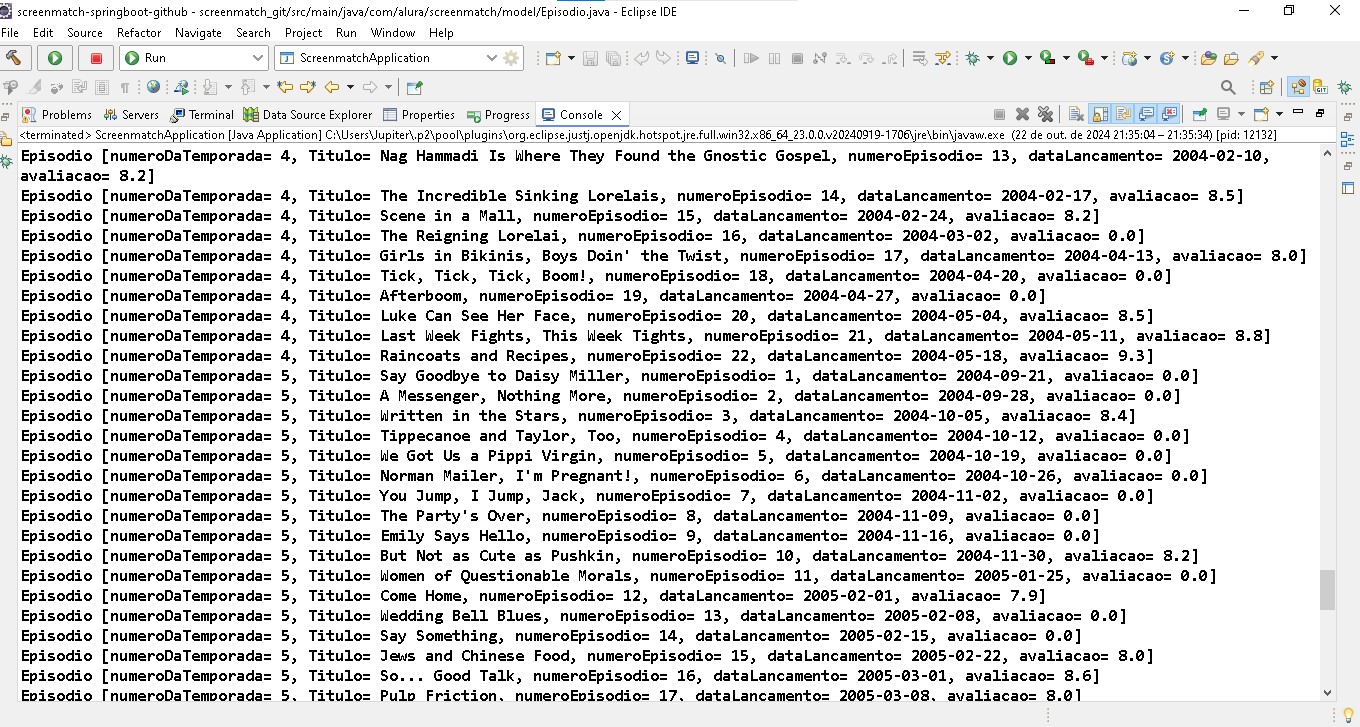 screenmatch-springboot-github - screenmatch_git/src/main/java/com/alura/screenmatch/model/Episodio.java - Eclipse IDE
File Edit Source Refactor Navigate Search Project Run Window Help
Run ScreenmatchApplication
Problems Servers Terminal Data Source Explorer Properties Progress Console
<terminated> ScreenmatchApplication [Java Application] C:\Users\Jupiter\.p2\pool\plugins\org.eclipse.justj.openjdk.hotspot.jre.full.win32.x86_64_23.0.0.v20240919-1706\jre\bin\javaw.exe (22 de out. de 2024 21:35:04 – 21:35:34) [pid: 12132]
Episodio [numeroDaTemporada= 4, Titulo= Nag Hammadi Is Where They Found the Gnostic Gospel, numeroEpisodio= 13, dataLancamento= 2004-02-10,
avaliacao= 8.2]
Episodio [numeroDaTemporada= 4, Titulo= The Incredible Sinking Lorelais, numeroEpisodio= 14, dataLancamento= 2004-02-17, avaliacao= 8.5]
Episodio [numeroDaTemporada= 4, Titulo= Scene in a Mall, numeroEpisodio= 15, dataLancamento= 2004-02-24, avaliacao= 8.2]
Episodio [numeroDaTemporada= 4, Titulo= The Reigning Lorelai, numeroEpisodio= 16, dataLancamento= 2004-03-02, avaliacao= 0.0]
Episodio [numeroDaTemporada= 4, Titulo= Girls in Bikinis, Boys Doin' the Twist, numeroEpisodio= 17, dataLancamento= 2004-04-13, avaliacao= 8.0]
Episodio [numeroDaTemporada= 4, Titulo= Tick, Tick, Tick, Boom!, numeroEpisodio= 18, dataLancamento= 2004-04-20, avaliacao= 0.0]
Episodio [numeroDaTemporada= 4, Titulo= Afterboom, numeroEpisodio= 19, dataLancamento= 2004-04-27, avaliacao= 0.0]
Episodio [numeroDaTemporada= 4, Titulo= Luke Can See Her Face, numeroEpisodio= 20, dataLancamento= 2004-05-04, avaliacao= 8.5]
Episodio [numeroDaTemporada= 4, Titulo= Last Week Fights, This Week Tights, numeroEpisodio= 21, dataLancamento= 2004-05-11, avaliacao= 8.8]
Episodio [numeroDaTemporada= 4, Titulo= Raincoats and Recipes, numeroEpisodio= 22, dataLancamento= 2004-05-18, avaliacao= 9.3]
Episodio [numeroDaTemporada= 5, Titulo= Say Goodbye to Daisy Miller, numeroEpisodio= 1, dataLancamento= 2004-09-21, avaliacao= 0.0]
Episodio [numeroDaTemporada= 5, Titulo= A Messenger, Nothing More, numeroEpisodio= 2, dataLancamento= 2004-09-28, avaliacao= 0.0]
Episodio [numeroDaTemporada= 5, Titulo= Written in the Stars, numeroEpisodio= 3, dataLancamento= 2004-10-05, avaliacao= 8.4]
Episodio [numeroDaTemporada= 5, Titulo= Tippecanoe and Taylor, Too, numeroEpisodio= 4, dataLancamento= 2004-10-12, avaliacao= 0.0]
Episodio [numeroDaTemporada= 5, Titulo= We Got Us a Pippi Virgin, numeroEpisodio= 5, dataLancamento= 2004-10-19, avaliacao= 0.0]
Episodio [numeroDaTemporada= 5, Titulo= Norman Mailer, I'm Pregnant!, numeroEpisodio= 6, dataLancamento= 2004-10-26, avaliacao= 0.0]
Episodio [numeroDaTemporada= 5, Titulo= You Jump, I Jump, Jack, numeroEpisodio= 7, dataLancamento= 2004-11-02, avaliacao= 0.0]
Episodio [numeroDaTemporada= 5, Titulo= The Party's Over, numeroEpisodio= 8, dataLancamento= 2004-11-09, avaliacao= 0.0]
Episodio [numeroDaTemporada= 5, Titulo= Emily Says Hello, numeroEpisodio= 9, dataLancamento= 2004-11-16, avaliacao= 0.0]
Episodio [numeroDaTemporada= 5, Titulo= But Not as Cute as Pushkin, numeroEpisodio= 10, dataLancamento= 2004-11-30, avaliacao= 8.2]
Episodio [numeroDaTemporada= 5, Titulo= Women of Questionable Morals, numeroEpisodio= 11, dataLancamento= 2005-01-25, avaliacao= 0.0]
Episodio [numeroDaTemporada= 5, Titulo= Come Home, numeroEpisodio= 12, dataLancamento= 2005-02-01, avaliacao= 7.9]
Episodio [numeroDaTemporada= 5, Titulo= Wedding Bell Blues, numeroEpisodio= 13, dataLancamento= 2005-02-08, avaliacao= 0.0]
Episodio [numeroDaTemporada= 5, Titulo= Say Something, numeroEpisodio= 14, dataLancamento= 2005-02-15, avaliacao= 0.0]
Episodio [numeroDaTemporada= 5, Titulo= Jews and Chinese Food, numeroEpisodio= 15, dataLancamento= 2005-02-22, avaliacao= 8.0]
Episodio [numeroDaTemporada= 5, Titulo= So... Good Talk, numeroEpisodio= 16, dataLancamento= 2005-03-01, avaliacao= 8.6]
Episodio [numeroDaTemporada= 5, Titulo= Pulp Friction, numeroEpisodio= 17, dataLancamento= 2005-03-08, avaliacao= 8.0]